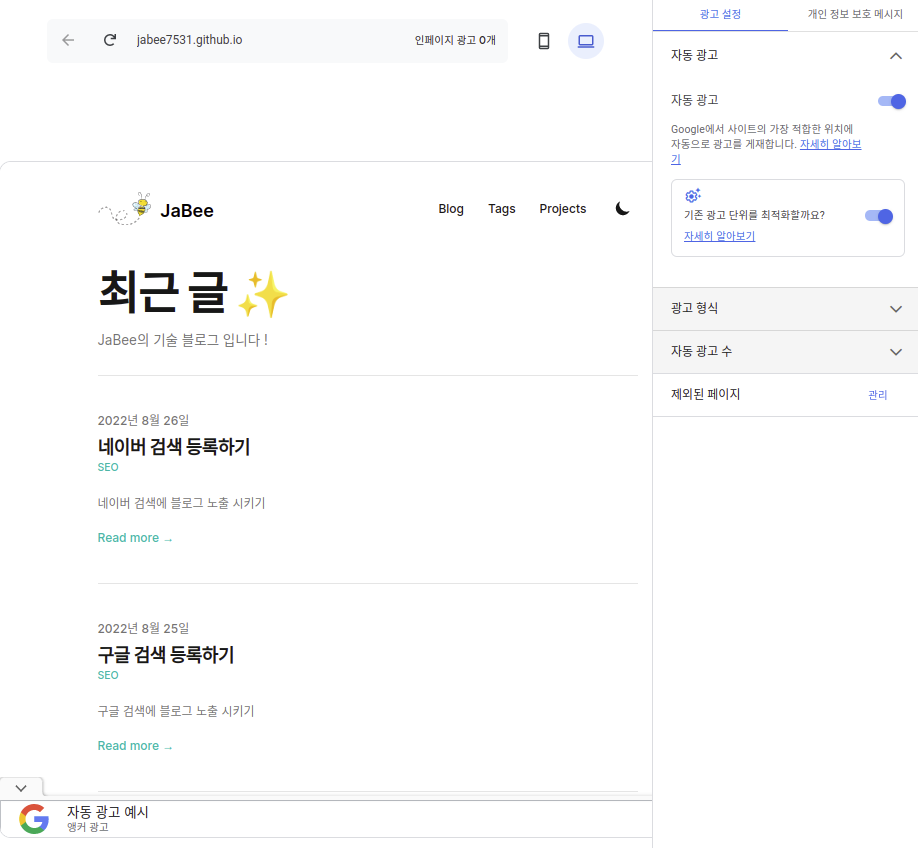 jabee7531.github.io
인페이지 광고 0개
광고 설정
개인 정보 보호 메시지
JaBee
Blog
Tags
Projects
최근 글 ✨
JaBee의 기술 블로그 입니다 !
2022년 8월 26일
네이버 검색 등록하기
SEO
네이버 검색에 블로그 노출 시키기
Read more →
2022년 8월 25일
구글 검색 등록하기
SEO
구글 검색에 블로그 노출 시키기
Read more →
자동 광고 예시
앵커 광고
자동 광고
자동 광고
Google에서 사이트의 가장 적합한 위치에
자동으로 광고를 게재합니다. 자세히 알아보
기
기존 광고 단위를 최적화할까요?
자세히 알아보기
광고 형식
자동 광고 수
제외된 페이지
관리